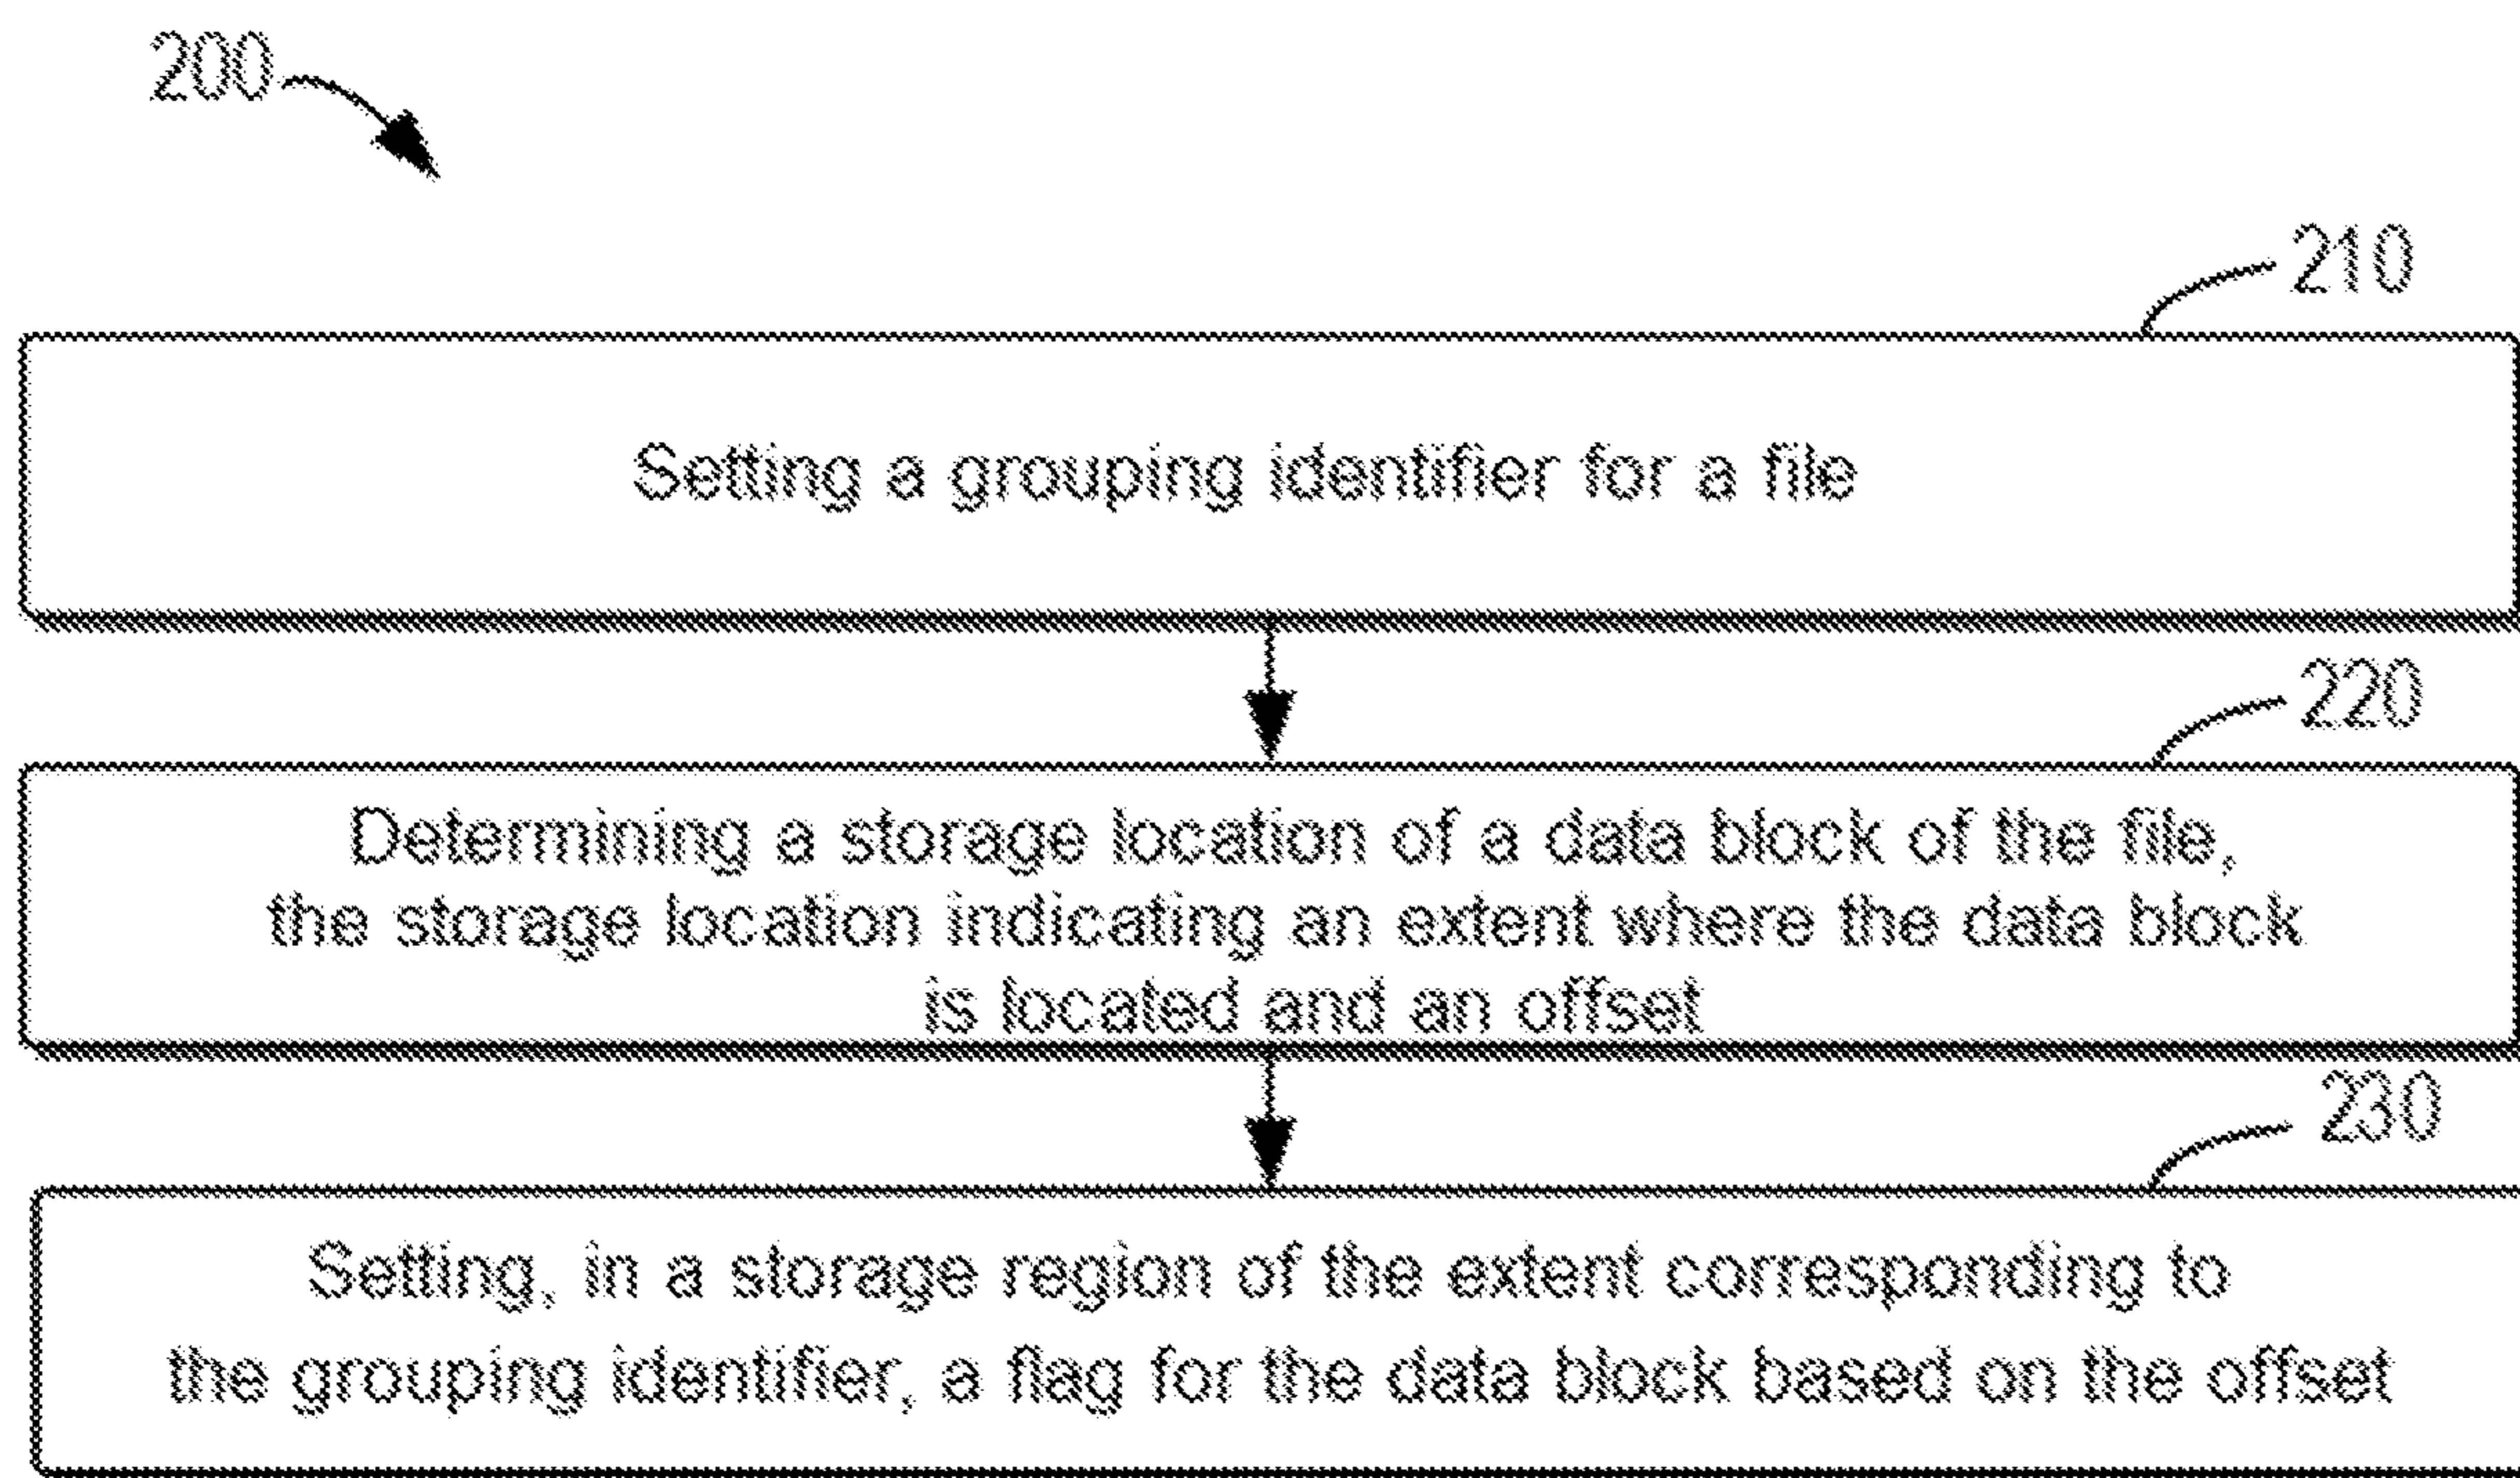 200
210
Setting a grouping identifier for a file
220
Determining a storage location of a data block of the file,
the storage location indicating an extent where the data block
is located and an offset
230
Setting, in a storage region of the extent corresponding to
the grouping identifier, a flag for the data block based on the offset